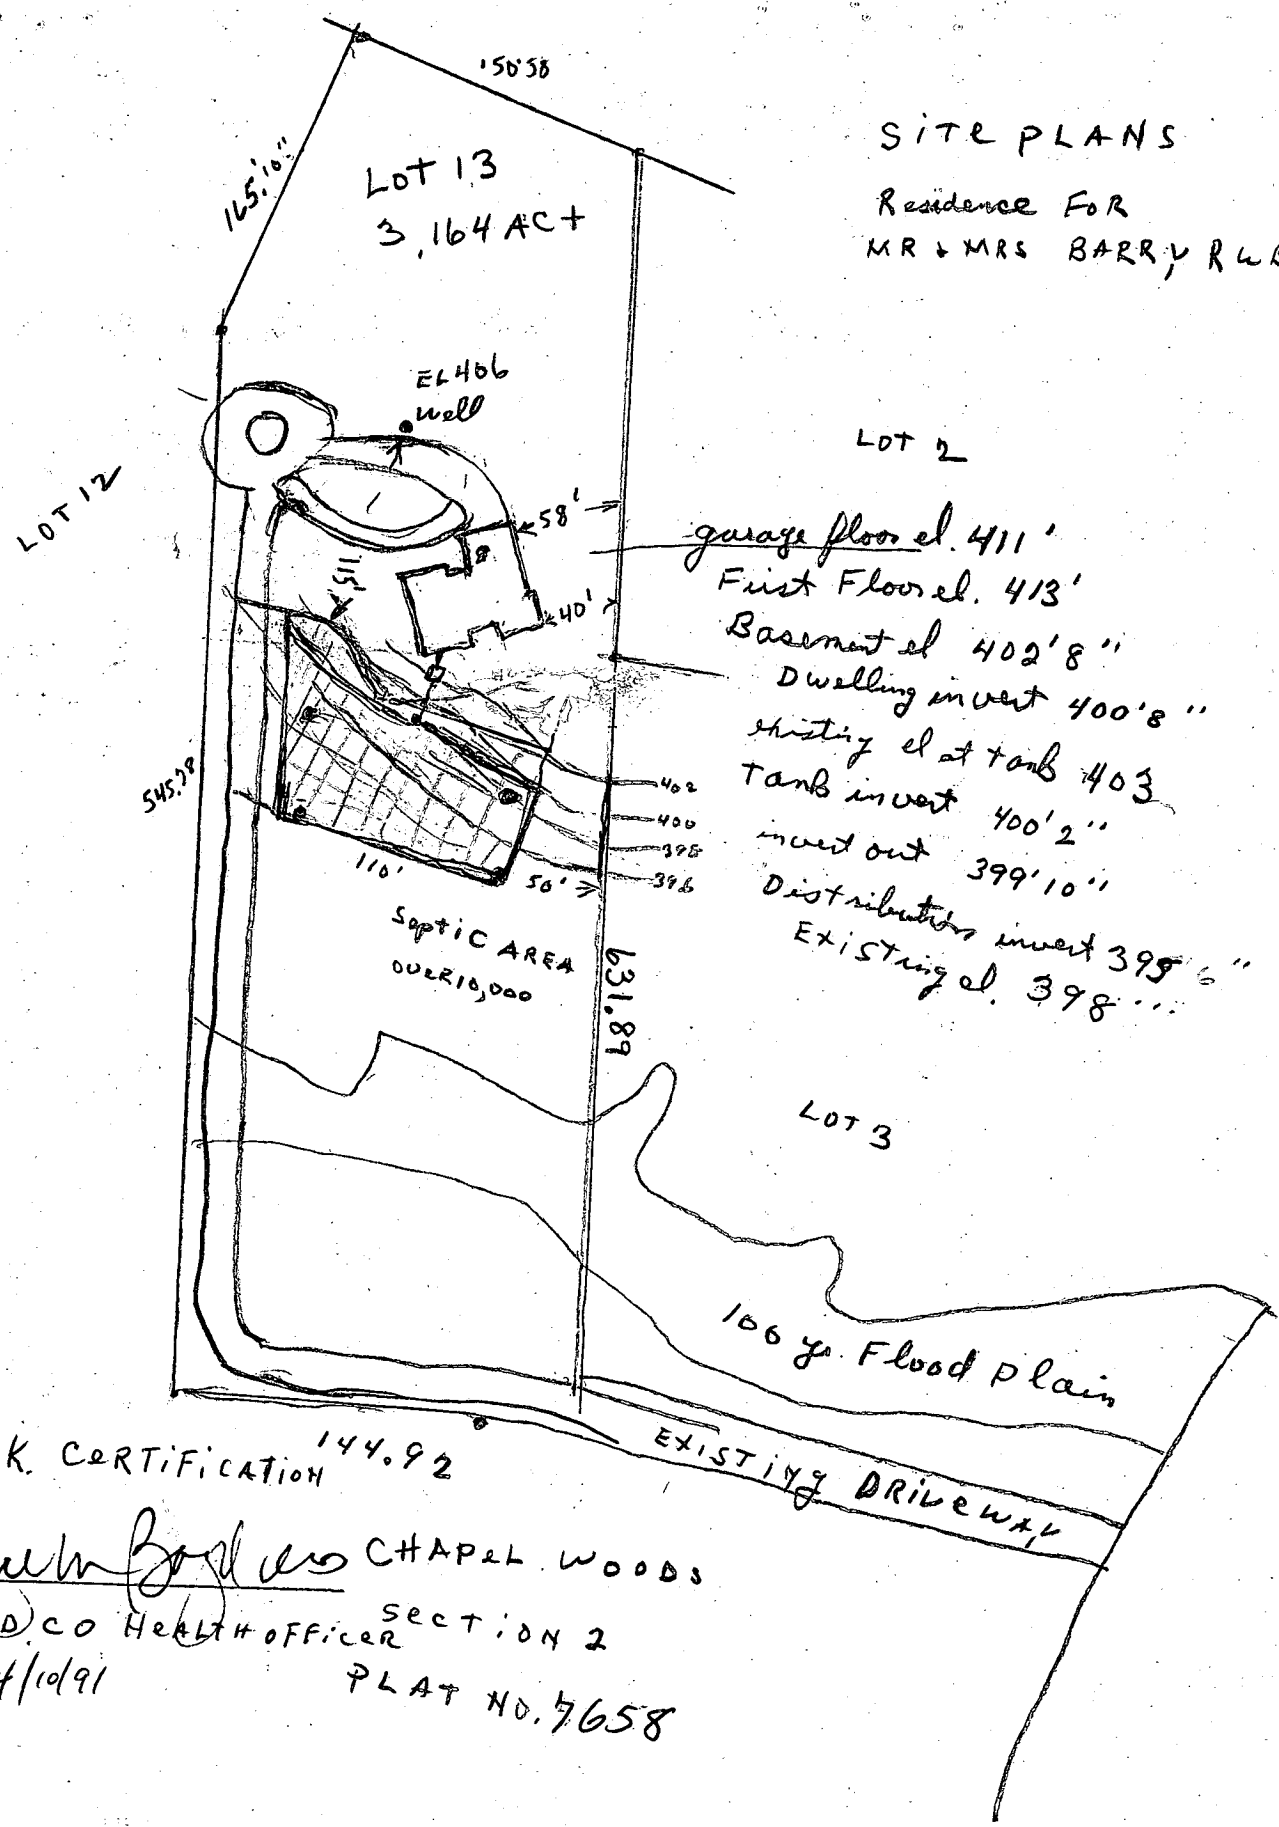 150.58
SITE PLANS
LOT 13
3.164 AC±
165.'10."
Residence FOR
MR & MRS BARRY
EL 406
Well
LOT 2
LOT 12
58'
garage floor el. 411'
First Floor el. 413'
115'
40'
Basement el 402'8"
Dwelling invert 400'8"
existing el at tank 403
Tank invert 400'2"
402
400
398
396
invert out 399'10"
545.28
110'
50'
Distribution invert 399'6"
Existing el. 398
Septic AREA
OVER 10,000
631.89
LOT 3
100 yr. Flood Plain
K. CERTIFICATION
144.92
EXISTING DRIVEWAY
CHAPEL WOODS
CO HEALTH OFFICER
SECTION 2
4/10/91
PLAT NO. 7658